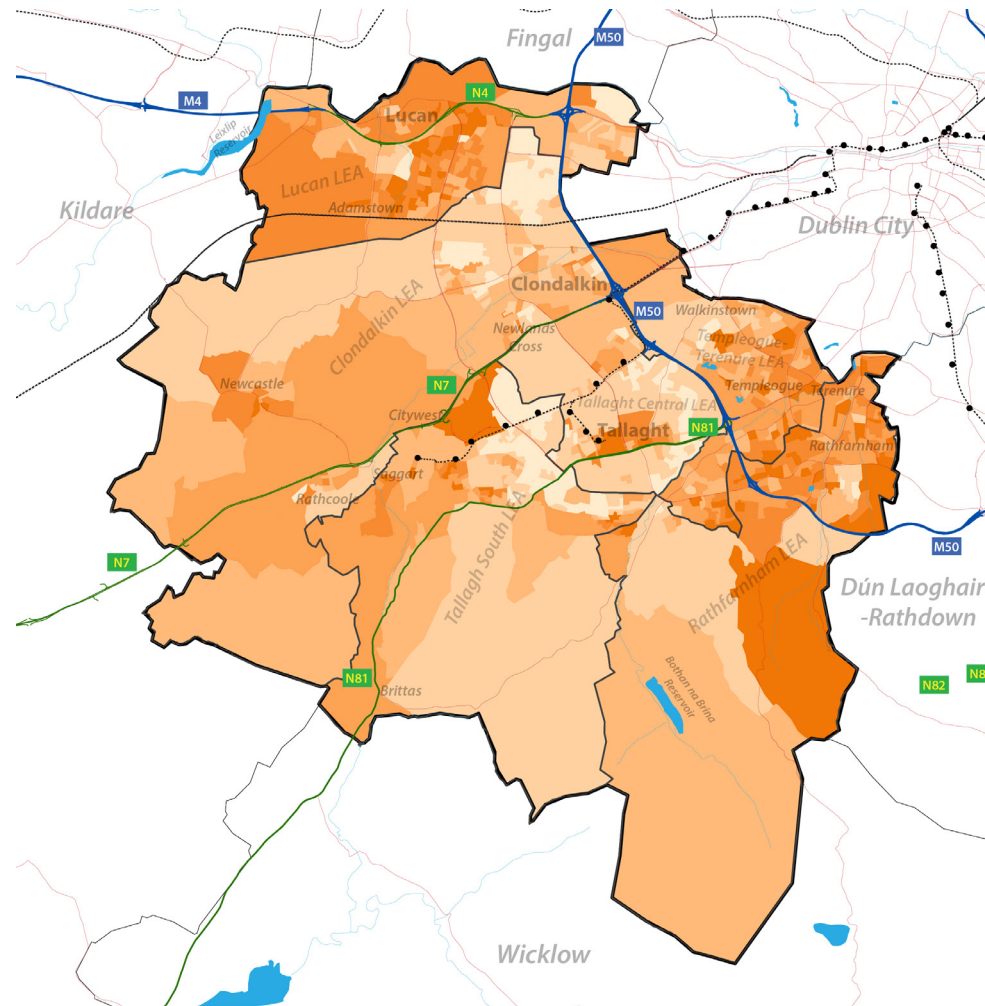 Fingal
M50
M4
N4
Lucan
Leixlip
Reservoir
Lucan LEA
Kildare
Adamstown
Dublin City
Clondalkin
Clondalkin LEA
M50
Walkinstown
Newlands
Cross
Templeogue-
Terenure LEA
Newcastle
N7
Templeogue
Terenure
Citywest
Tallaght Central LEA
Tallaght
N81
Rathfarnham
Saggart
Rathcoole
Tallagh South LEA
N7
M50
Rathfarnham LEA
Dún Laoghair
-Rathdown
N81
Brittas
Bothan na Brina
Reservoir
N82
N8
Wicklow